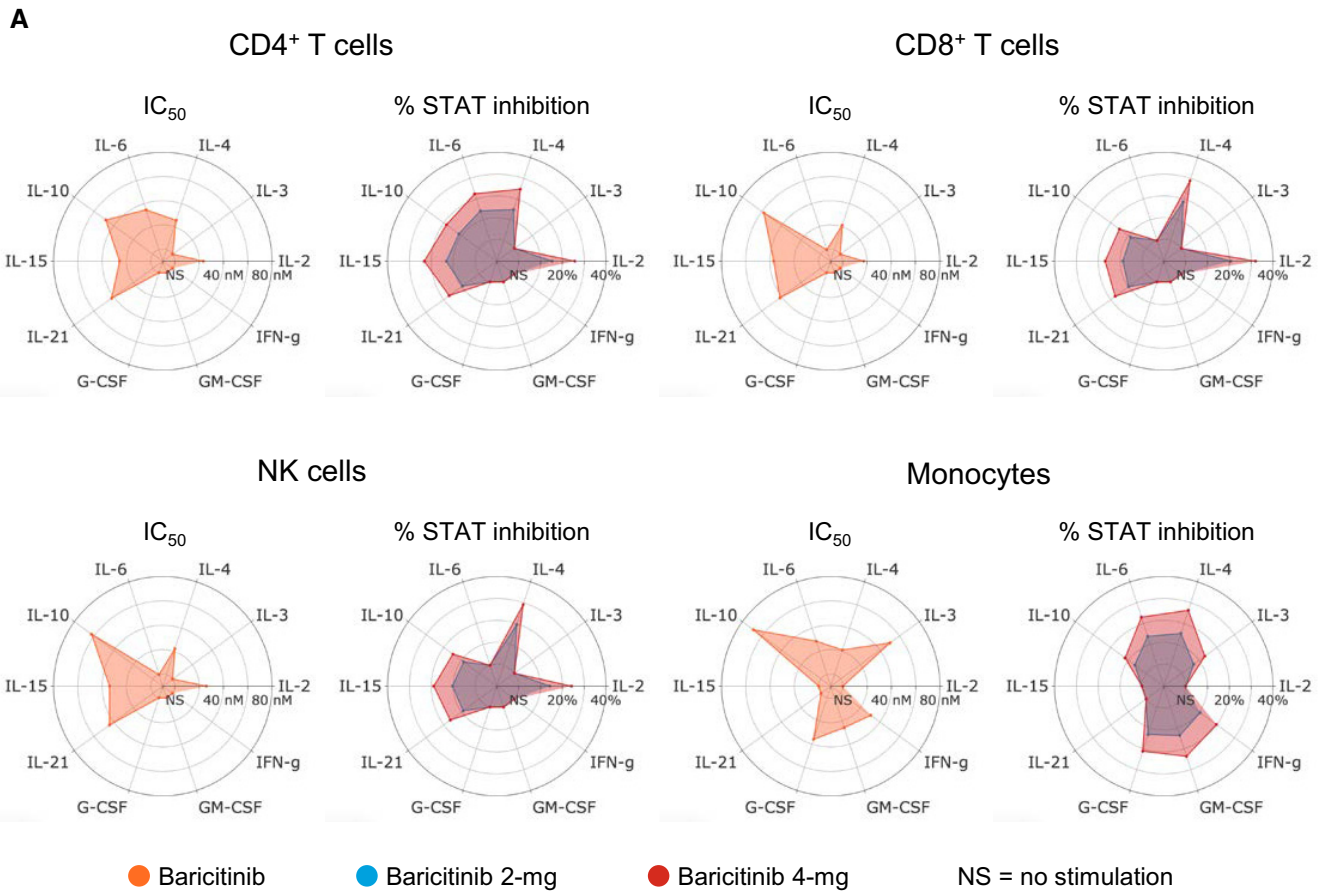 A
CD4+ T cells
CD8+ T cells
IC50
% STAT inhibition
IC50
% STAT inhibition
IL-6 IL-4 IL-6 IL-4 IL-6 IL-4 IL-6 IL-4
IL-10 IL-3 IL-10 IL-3 IL-10 IL-3 IL-10 IL-3
IL-15 IL-2 IL-15 IL-2 IL-15 IL-2 IL-15 IL-2
NS 40 nM 80 nM NS 20% 40% NS 40 nM 80 nM NS 20% 40%
IL-21 IFN-g IL-21 IFN-g IL-21 IFN-g IL-21 IFN-g
G-CSF GM-CSF G-CSF GM-CSF G-CSF GM-CSF G-CSF GM-CSF
NK cells
Monocytes
IC50
% STAT inhibition
IC50
% STAT inhibition
IL-6 IL-4 IL-6 IL-4 IL-6 IL-4 IL-6 IL-4
IL-10 IL-3 IL-10 IL-3 IL-10 IL-3 IL-10 IL-3
IL-15 IL-2 IL-15 IL-2 IL-15 IL-2 IL-15 IL-2
NS 40 nM 80 nM NS 20% 40% NS 40 nM 80 nM NS 20% 40%
IL-21 IFN-g IL-21 IFN-g IL-21 IFN-g IL-21 IFN-g
G-CSF GM-CSF G-CSF GM-CSF G-CSF GM-CSF G-CSF GM-CSF
Baricitinib Baricitinib 2-mg Baricitinib 4-mg NS = no stimulation